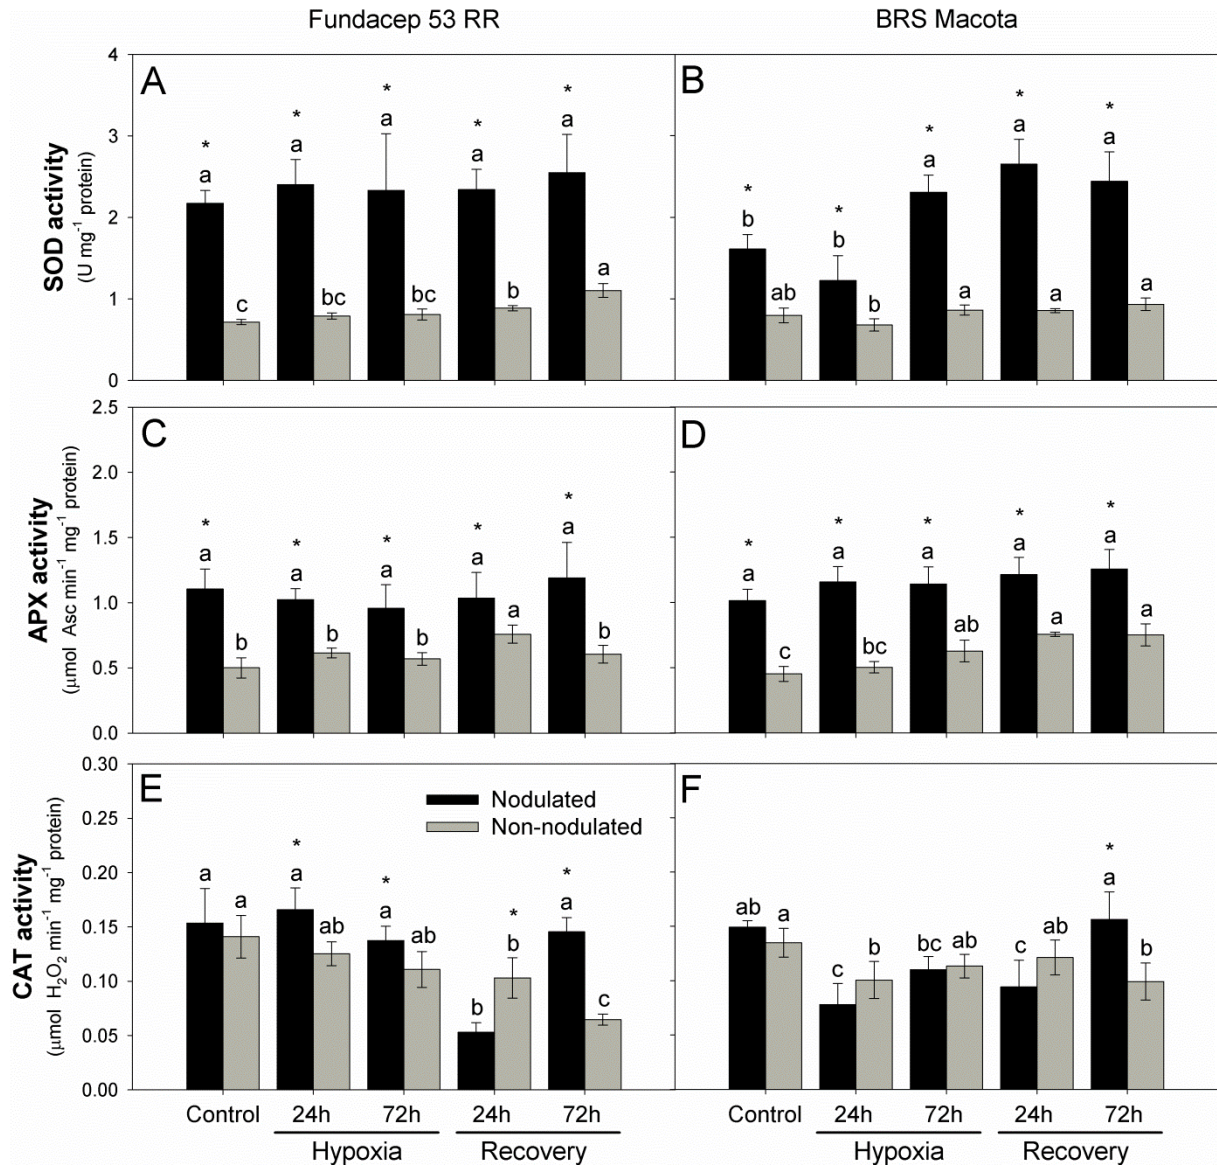 Fundacep 53 RR
BRS Macota
SOD activity
(U mg-1 protein)
4
3
2
1
0
A
* * * * *
a a a a a
c bc bc b a
B
* * * * *
b b a a a
ab b a a a
APX activity
(μmol Asc min-1 mg-1 protein)
2.5
2.0
1.5
1.0
0.5
0.0
C
* * * * *
a a a a a
b b b a b
D
* * * * *
a a a a a
c bc ab a a
CAT activity
(μmol H2O2 min-1 mg-1 protein)
0.30
0.25
0.20
0.15
0.10
0.05
0.00
E
Nodulated
Non-nodulated
* * * *
a a a b a
a ab ab b c
F
*
ab c bc c a
a b ab ab b
Control 24h 72h 24h 72h
Hypoxia Recovery
Control 24h 72h 24h 72h
Hypoxia Recovery